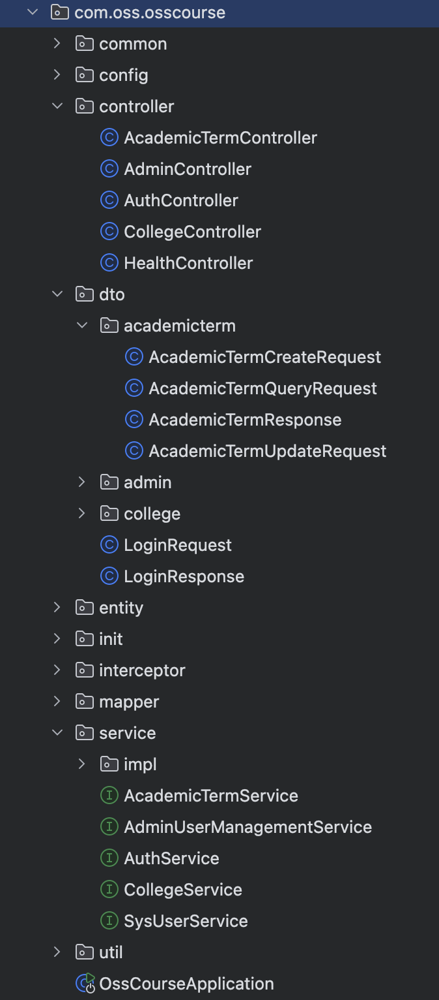 com.oss.osscourse
common
config
controller
AcademicTermController
AdminController
AuthController
CollegeController
HealthController
dto
academicterm
AcademicTermCreateRequest
AcademicTermQueryRequest
AcademicTermResponse
AcademicTermUpdateRequest
admin
college
LoginRequest
LoginResponse
entity
init
interceptor
mapper
service
impl
AcademicTermService
AdminUserManagementService
AuthService
CollegeService
SysUserService
util
OssCourseApplication